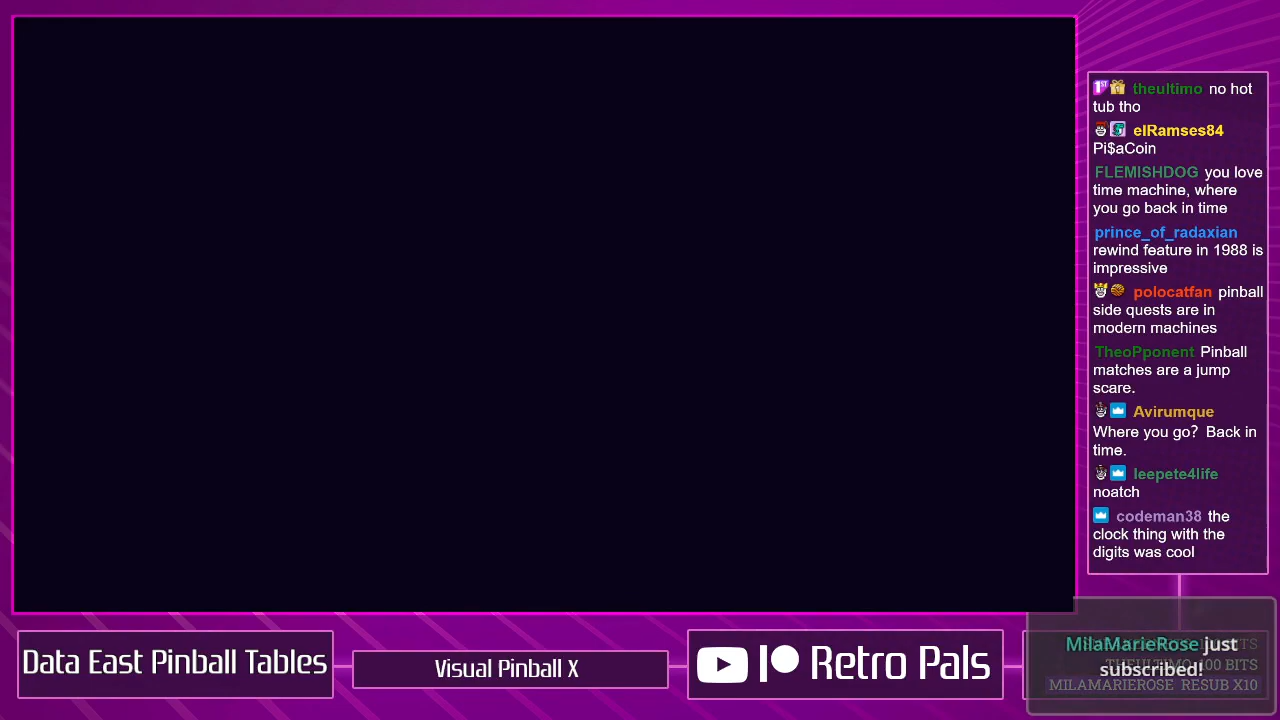 theultimo no hot
tub tho
elRamses84
Pi$aCoin
FLEMISHDOG you love
time machine, where
you go back in time
prince_of_radaxian
rewind feature in 1988 is
impressive
polocatfan pinball
side quests are in
modern machines
TheoPponent Pinball
matches are a jump
scare.
Avirumque
Where you go? Back in
time.
leepete4life
noatch
codeman38 the
clock thing with the
digits was cool
Data East Pinball Tables
Visual Pinball X
Retro Pals
MilaMarieRose just
subscribed!
THEULTIMO 100 BITS
MILAMARIEROSE RESUB X10